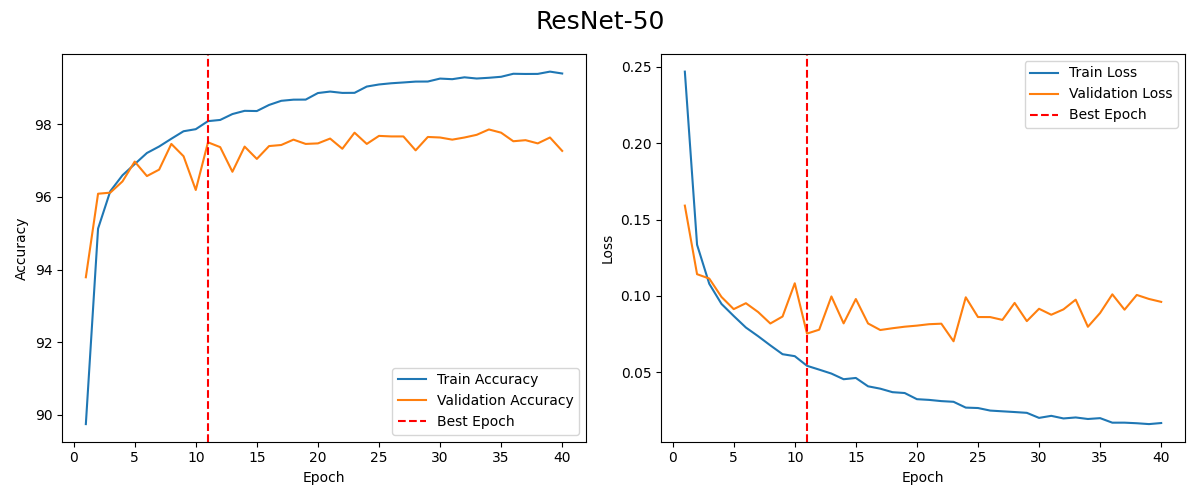 ResNet-50
Accuracy
98
96
94
92
90
Train Accuracy
Validation Accuracy
Best Epoch
0 5 10 15 20 25 30 35 40
Epoch
Loss
0.25
0.20
0.15
0.10
0.05
Train Loss
Validation Loss
Best Epoch
0 5 10 15 20 25 30 35 40
Epoch